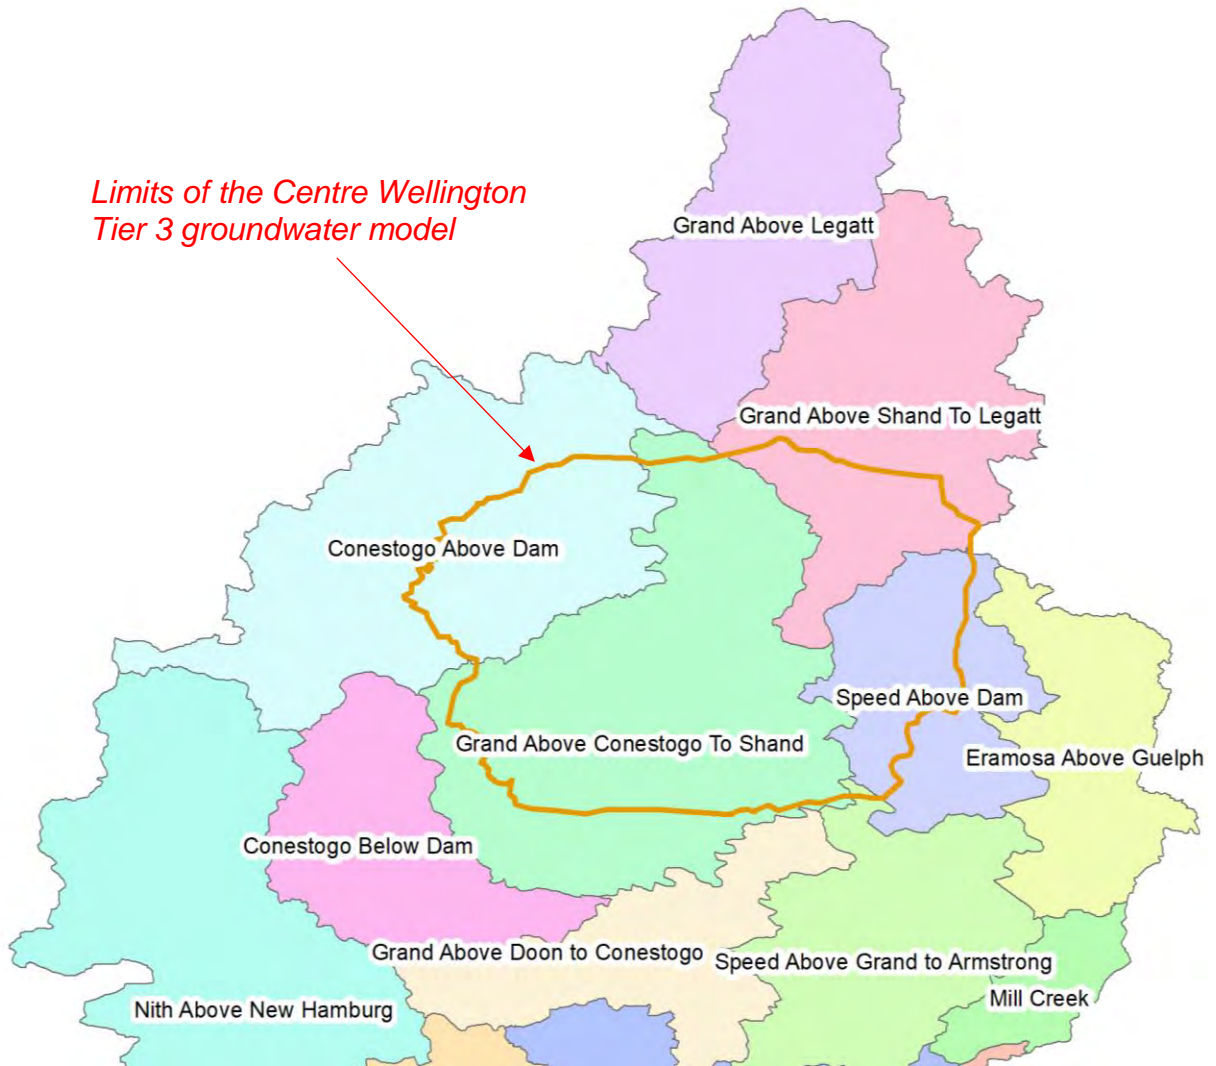 Limits of the Centre Wellington
Tier 3 groundwater model
Grand Above Legatt
Grand Above Shand To Legatt
Conestogo Above Dam
Speed Above Dam
Grand Above Conestogo To Shand
Eramosa Above Guelph
Conestogo Below Dam
Grand Above Doon to Conestogo
Speed Above Grand to Armstrong
Mill Creek
Nith Above New Hamburg